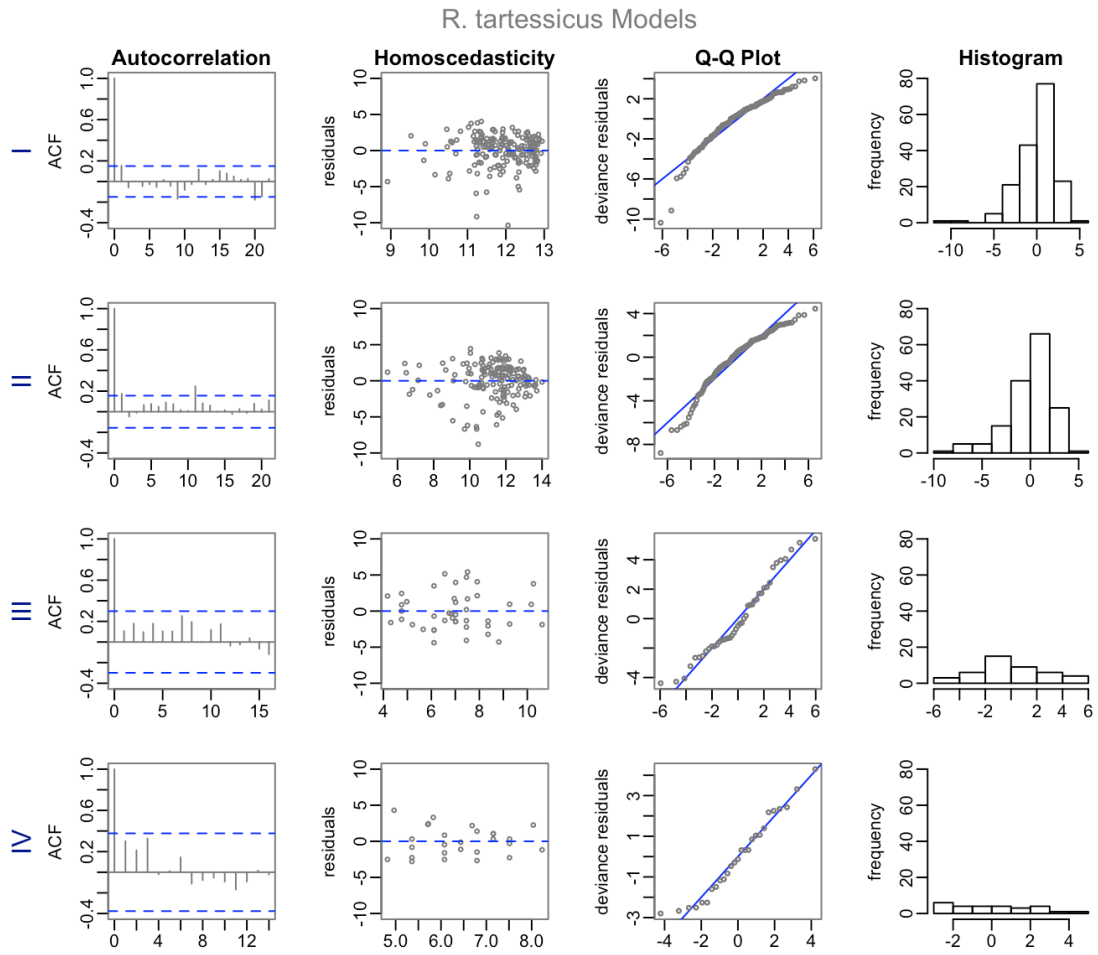 R. tartessicus Models
Autocorrelation Homoscedasticity Q-Q Plot Histogram
I
ACF
-0.4 0.2 0.6 1.0
0 5 10 15 20
residuals
-10 -5 0 5 10
9 10 11 12 13
deviance residuals
-10 -6 -2 2
-6 -4 -2 0 2 4 6
frequency
0 20 40 60 80
-10 -5 0 5
II
ACF
-0.4 0.2 0.6 1.0
0 5 10 15 20
residuals
-10 -5 0 5 10
6 8 10 12 14
deviance residuals
-8 -4 0 4
-6 -2 2 6
frequency
0 20 40 60 80
-10 -5 0 5
III
ACF
-0.4 0.2 0.6 1.0
0 5 10 15
residuals
-10 -5 0 5 10
4 6 8 10
deviance residuals
-4 0 2 4
-6 -2 2 4 6
frequency
0 20 40 60 80
-6 -2 2 4 6
IV
ACF
-0.4 0.2 0.6 1.0
0 4 8 12
residuals
-10 -5 0 5 10
5.0 6.0 7.0 8.0
deviance residuals
-3 -1 1 3
-4 -2 0 2 4
frequency
0 20 40 60 80
-2 0 2 4